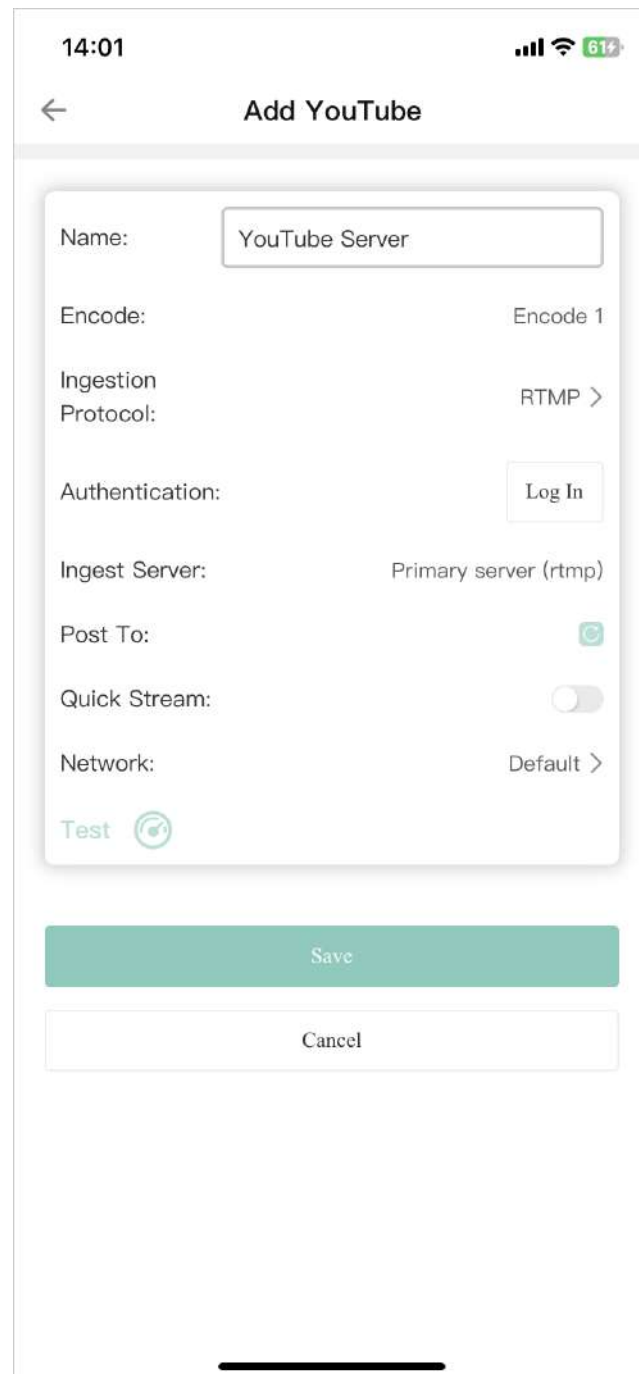 14:01
61
Add YouTube
Name:
YouTube Server
Encode:
Encode 1
Ingestion
Protocol:
RTMP
Authentication:
Log In
Ingest Server:
Primary server (rtmp)
Post To:
Quick Stream:
Network:
Default
Test
Save
Cancel